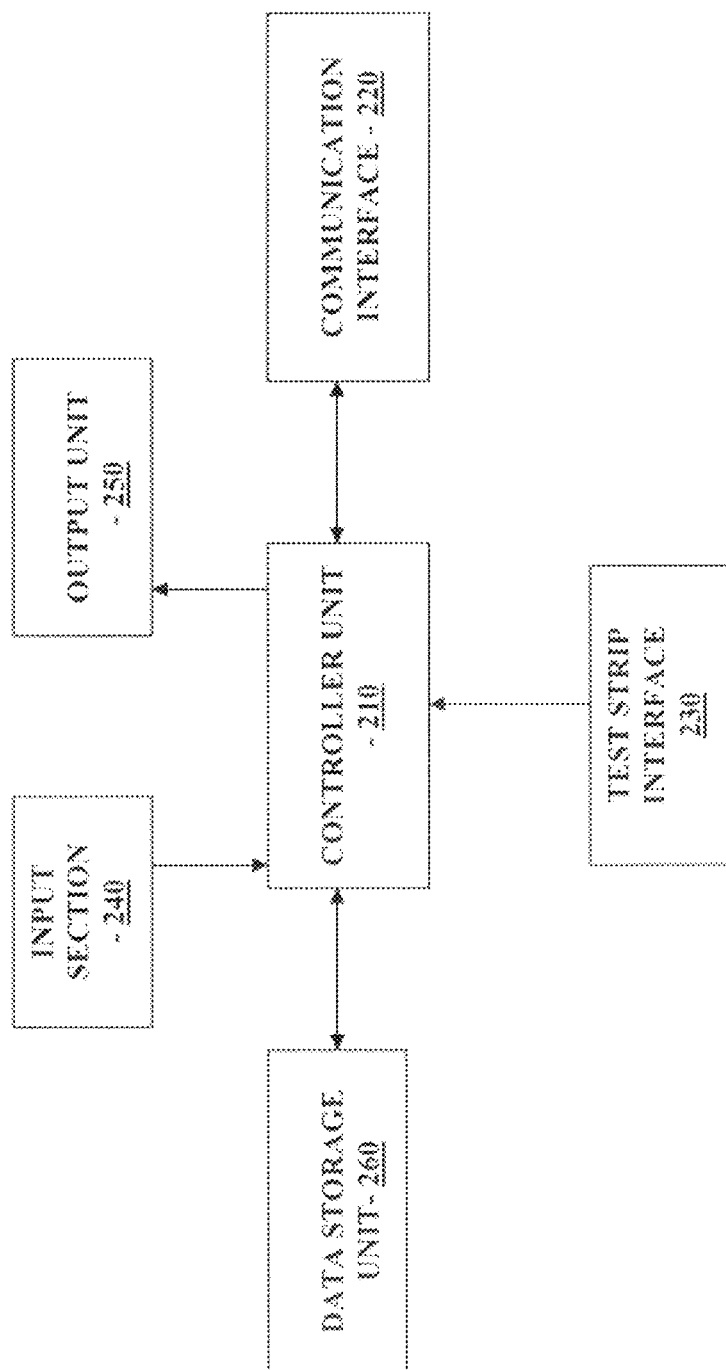 INPUT
SECTION
- 240
OUTPUT UNIT
- 250
DATA STORAGE
UNIT- 260
CONTROLLER UNIT
- 210
COMMUNICATION
INTERFACE - 220
TEST STRIP
INTERFACE
230